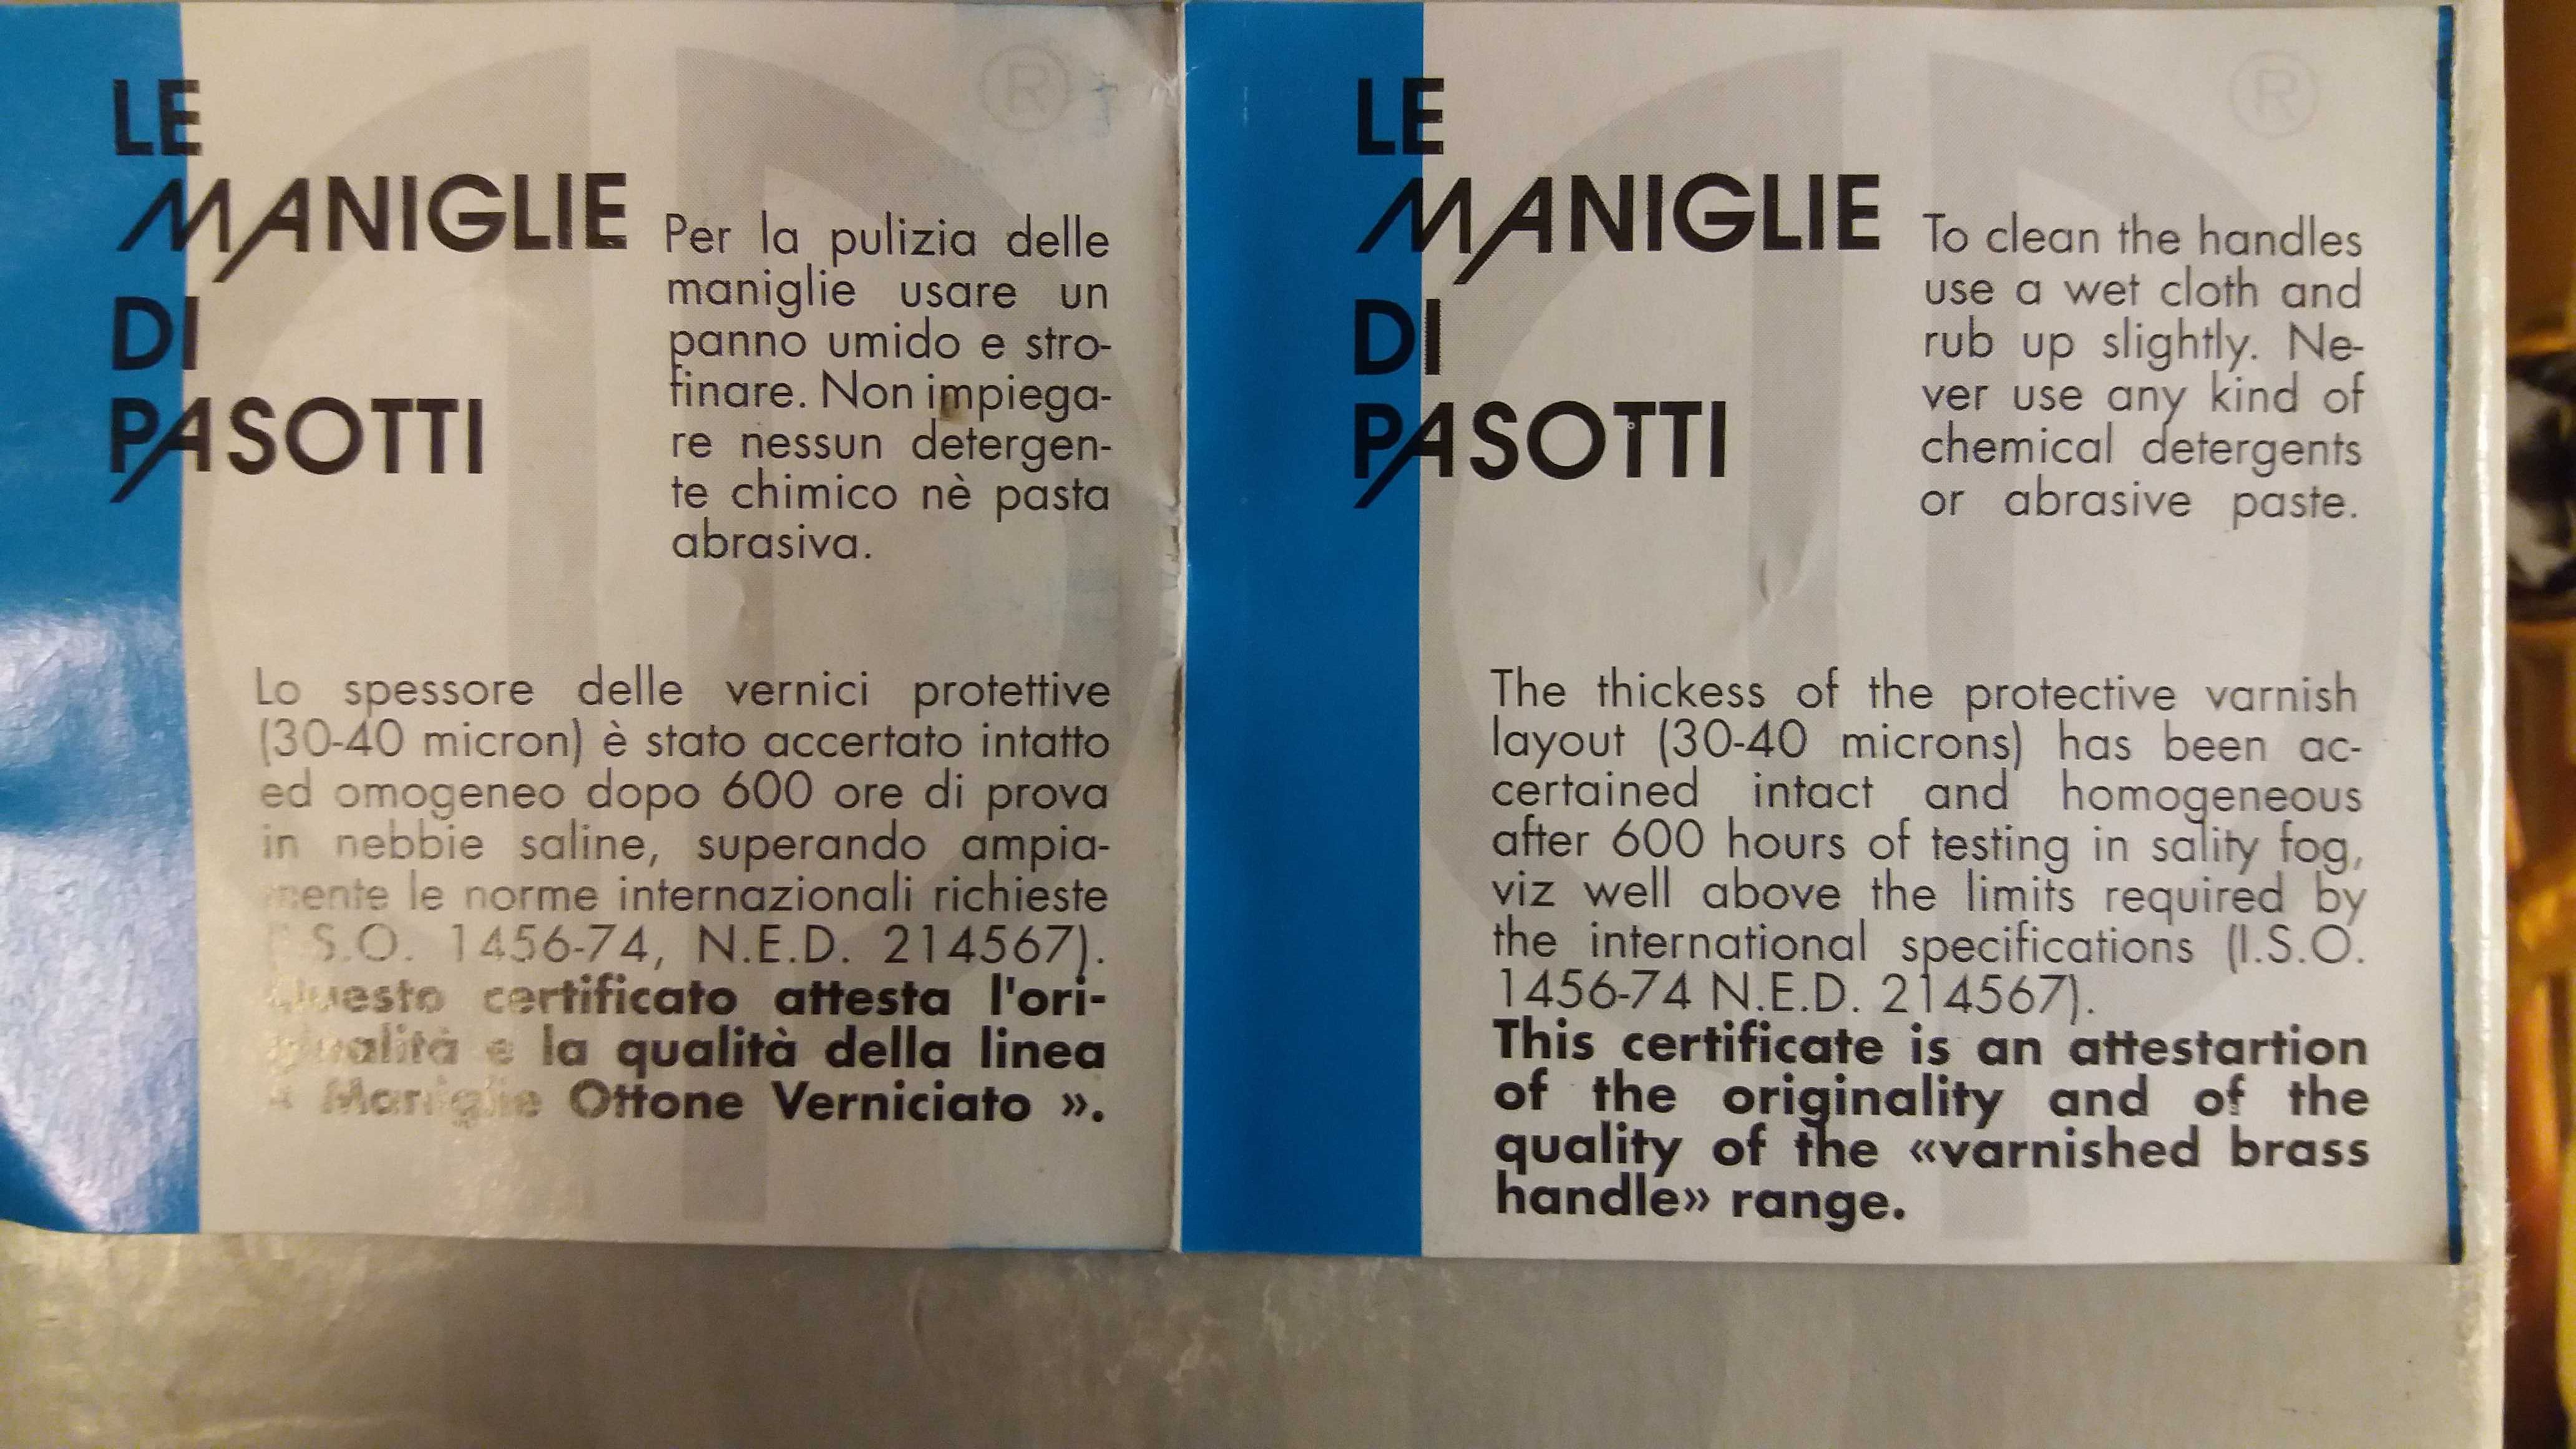 LE
MANIGLIE
DI
PASOTTI
Per la pulizia delle
maniglie usare un
panno umido e stro-
finare. Non impiega-
re nessun detergen-
te chimico nè pasta
abrasiva.
Lo spessore delle vernici protettive
(30-40 micron) è stato accertato intatto
ed omogeneo dopo 600 ore di prova
in nebbie saline, superando ampia-
mente le norme internazionali richieste
(I.S.O. 1456-74, N.E.D. 214567).
Questo certificato attesta l'ori-
ginalità e la qualità della linea
« Maniglie Ottone Verniciato ».
®
LE
MANIGLIE
DI
PASOTTI
To clean the handles
use a wet cloth and
rub up slightly. Ne-
ver use any kind of
chemical detergents
or abrasive paste.
The thickess of the protective varnish
layout (30-40 microns) has been ac-
certained intact and homogeneous
after 600 hours of testing in sality fog,
viz well above the limits required by
the international specifications (I.S.O.
1456-74 N.E.D. 214567).
This certificate is an attestartion
of the originality and of the
quality of the «varnished brass
handle» range.
®